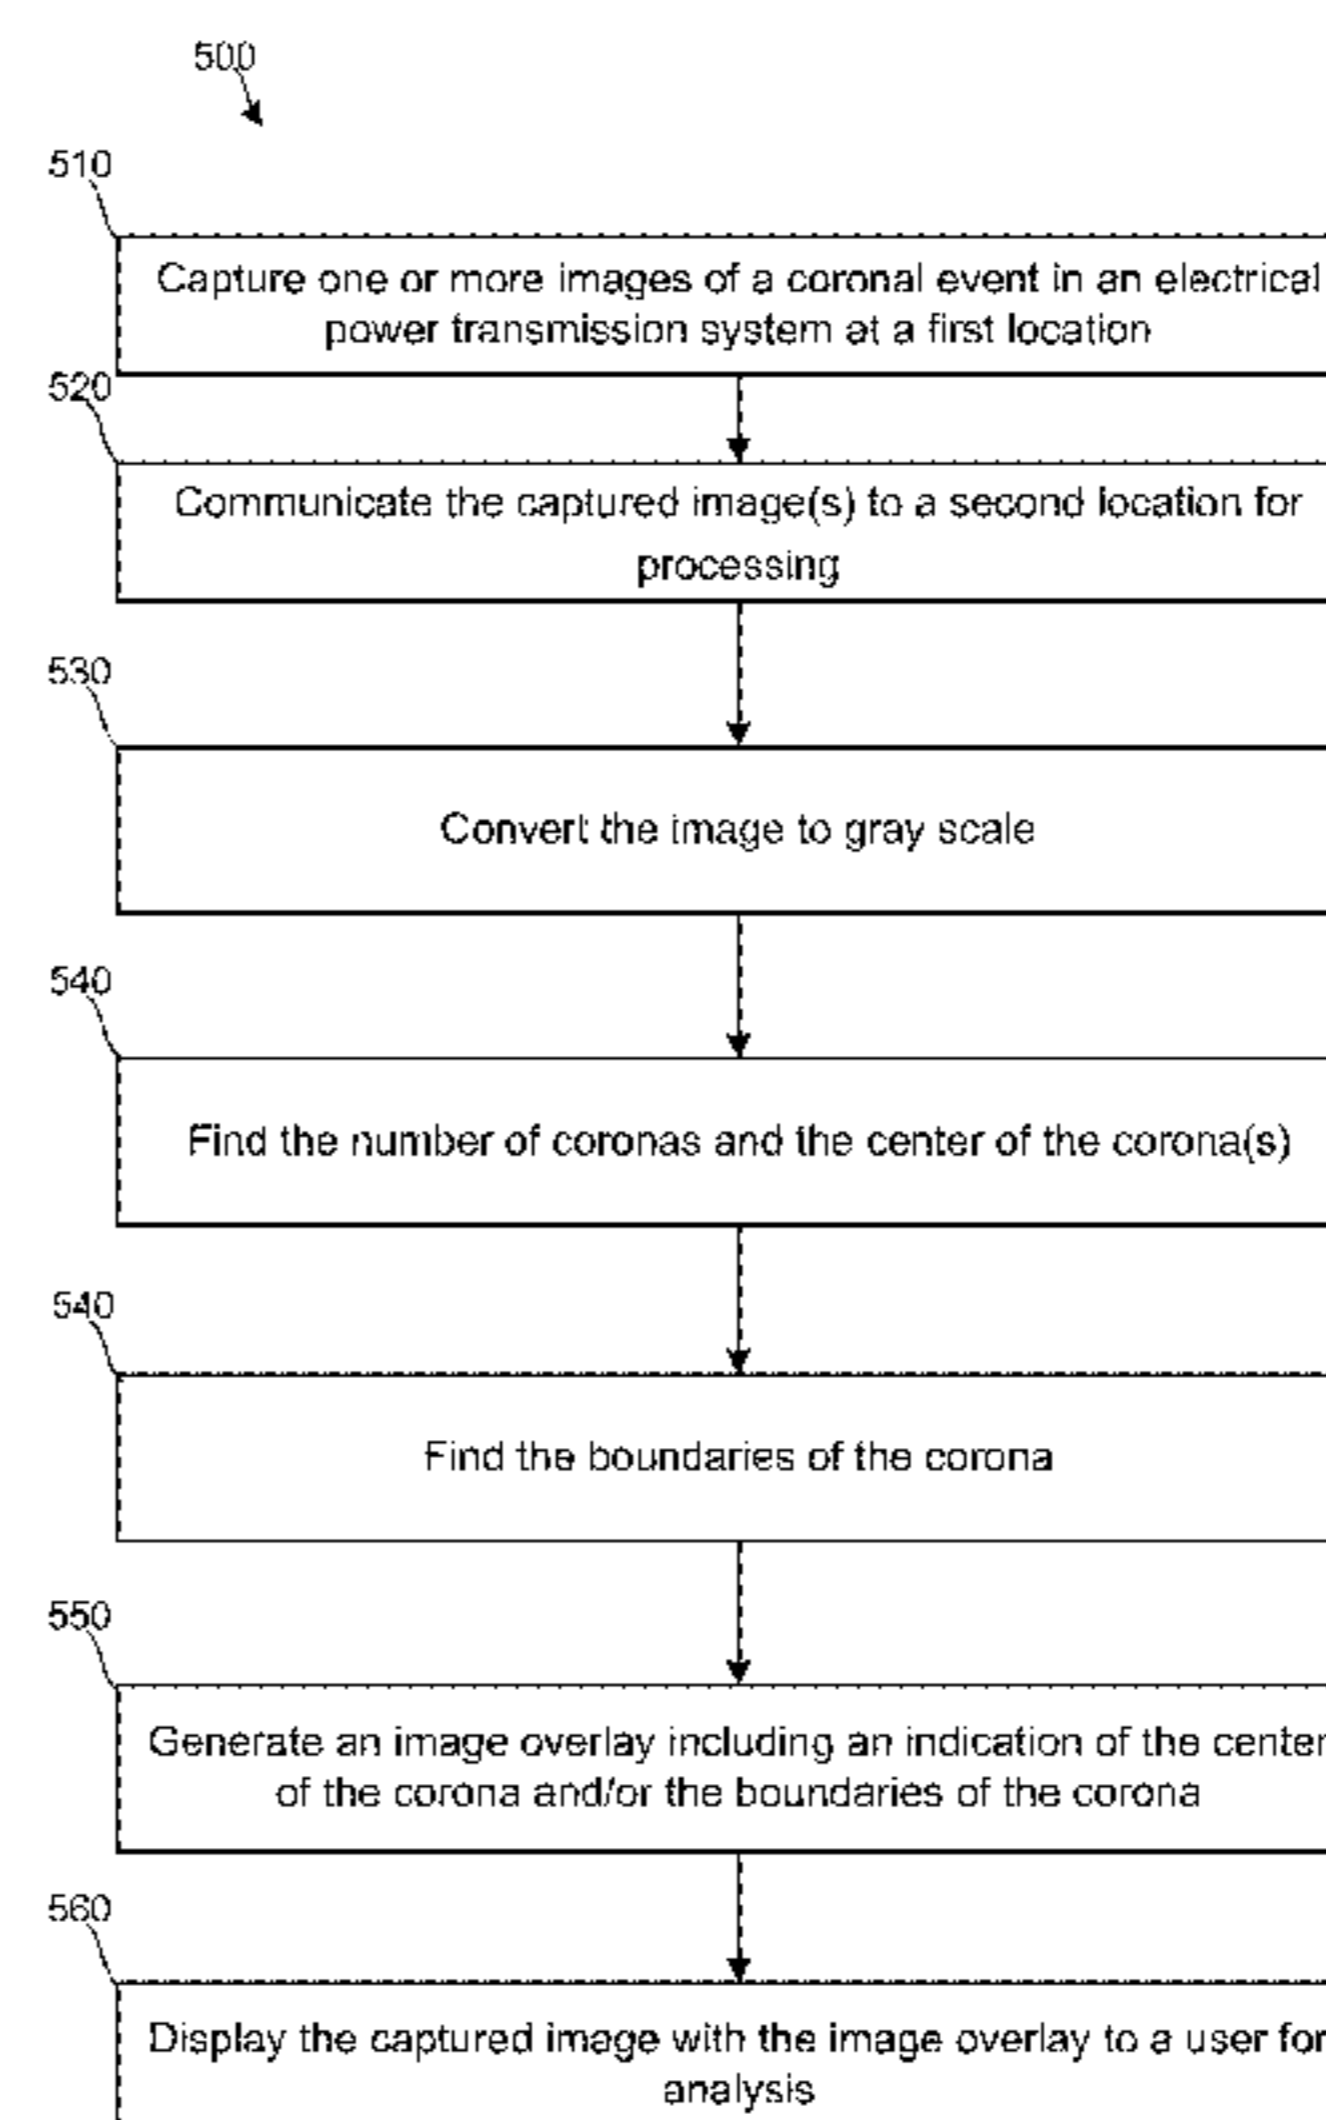 500
510
Capture one or more images of a coronal event in an electrical
power transmission system at a first location
520
Communicate the captured image(s) to a second location for
processing
530
Convert the image to gray scale
540
Find the number of coronas and the center of the corona(s)
540
Find the boundaries of the corona
550
Generate an image overlay including an indication of the center
of the corona and/or the boundaries of the corona
560
Display the captured image with the image overlay to a user for
analysis